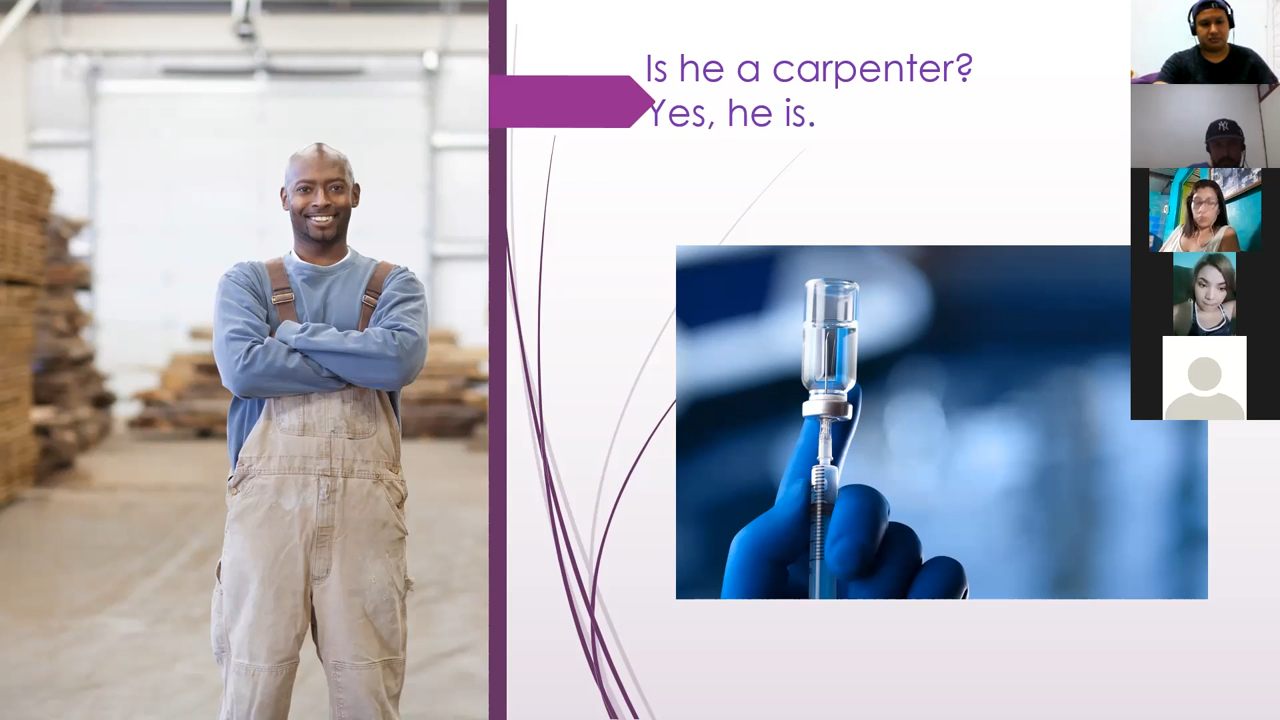 Is he a carpenter?
Yes, he is.